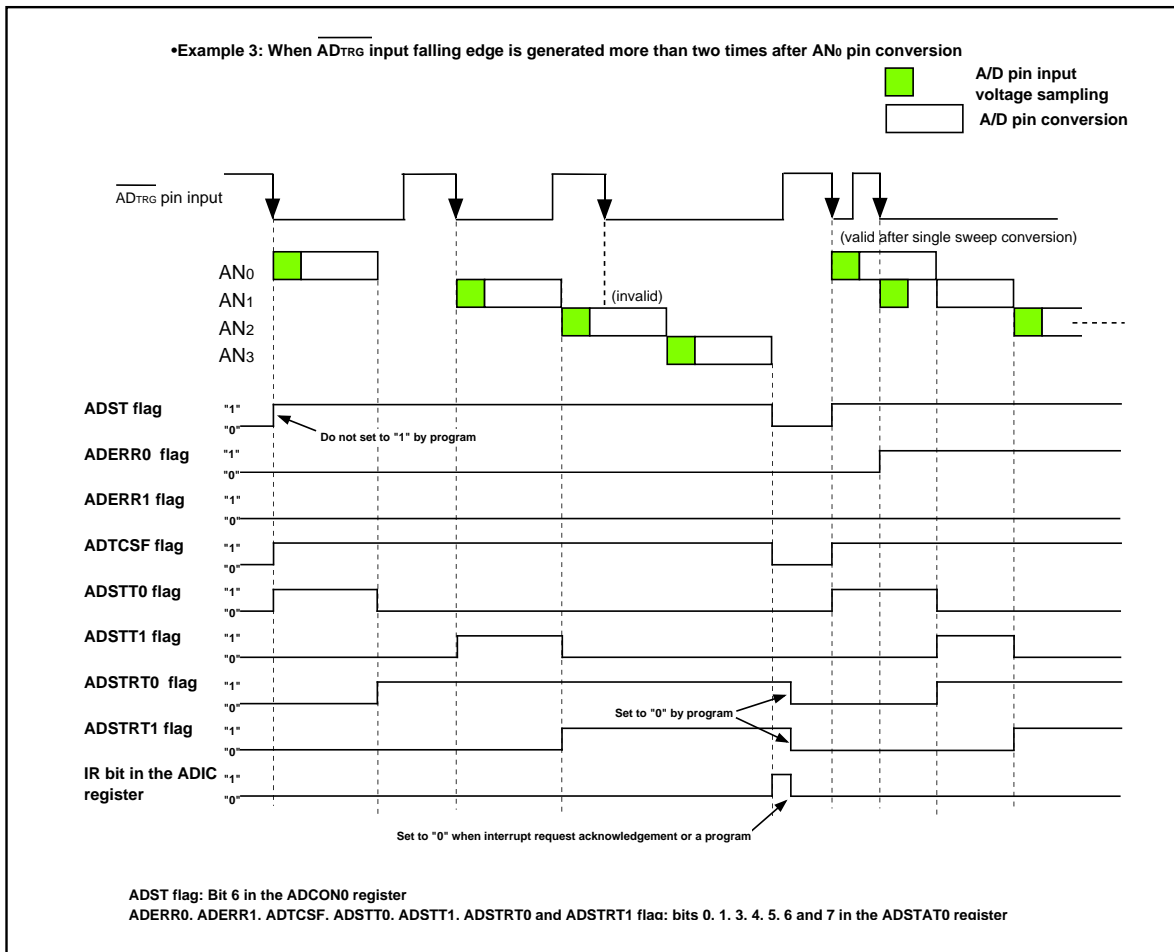 •Example 3: When ADTRG input falling edge is generated more than two times after AN0 pin conversion
A/D pin input
voltage sampling
A/D pin conversion
ADTRG pin input
(valid after single sweep conversion)
AN0
AN1
(invalid)
AN2
AN3
ADST flag
"1"
"0"
Do not set to "1" by program
ADERR0 flag
"1"
"0"
ADERR1 flag
"1"
"0"
ADTCSF flag
"1"
"0"
ADSTT0 flag
"1"
"0"
ADSTT1 flag
"1"
"0"
ADSTRT0 flag
"1"
"0"
Set to "0" by program
ADSTRT1 flag
"1"
"0"
IR bit in the ADIC
register
"1"
"0"
Set to "0" when interrupt request acknowledgement or a program
ADST flag: Bit 6 in the ADCON0 register
ADERR0, ADERR1, ADTCSF, ADSTT0, ADSTT1, ADSTRT0 and ADSTRT1 flag: bits 0, 1, 3, 4, 5, 6 and 7 in the ADSTAT0 register